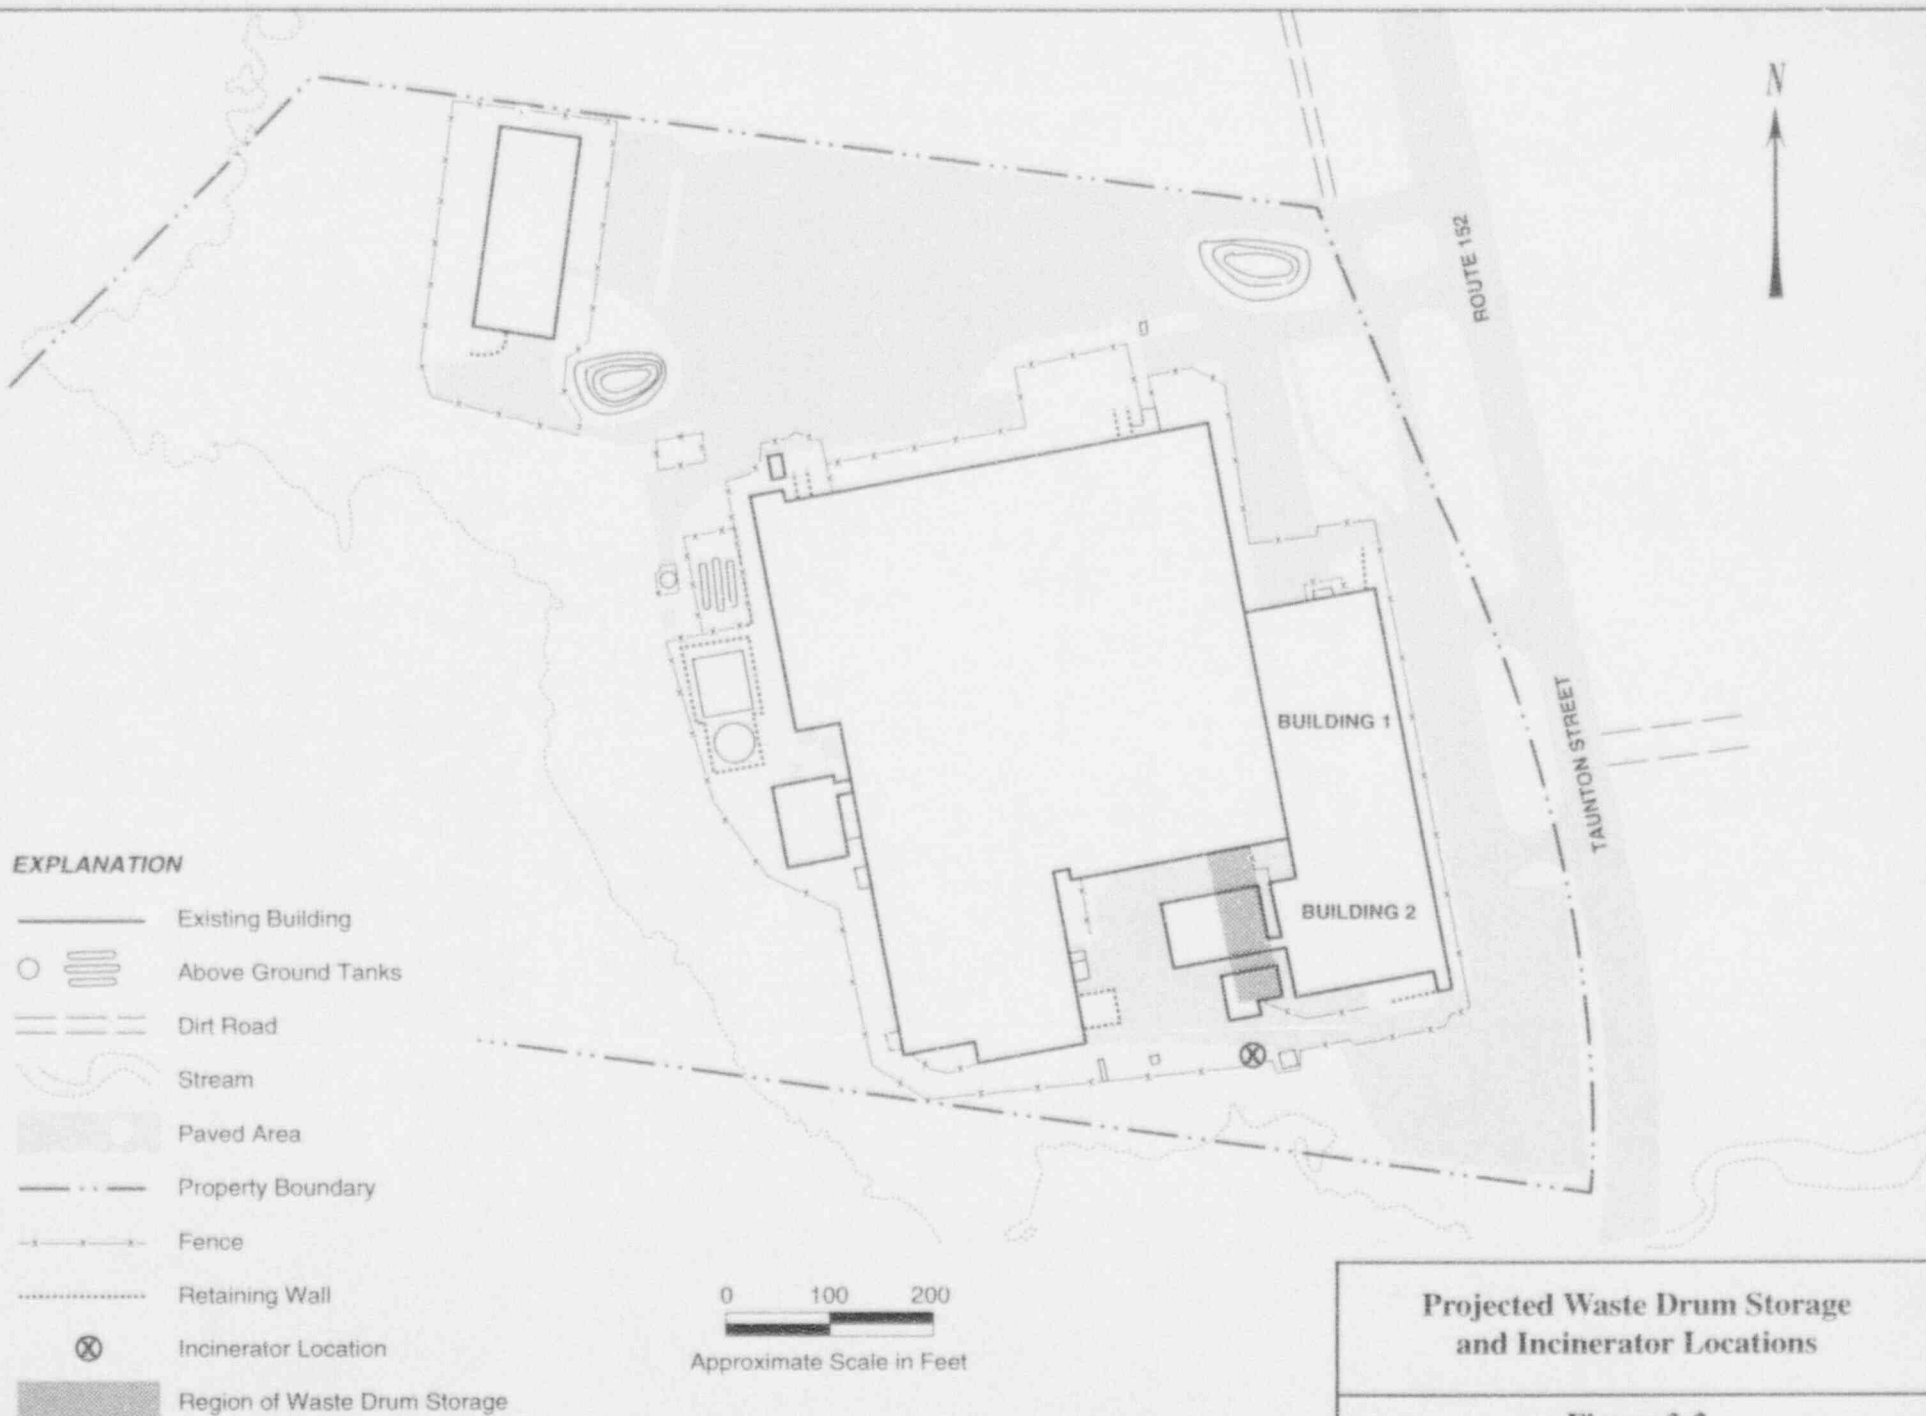 N
ROUTE 152
BUILDING 1
TAUNTON STREET
BUILDING 2
EXPLANATION
Existing Building
Above Ground Tanks
Dirt Road
Stream
Paved Area
Property Boundary
Fence
Retaining Wall
Incinerator Location
Region of Waste Drum Storage
0 100 200
Approximate Scale in Feet
Projected Waste Drum Storage
and Incinerator Locations